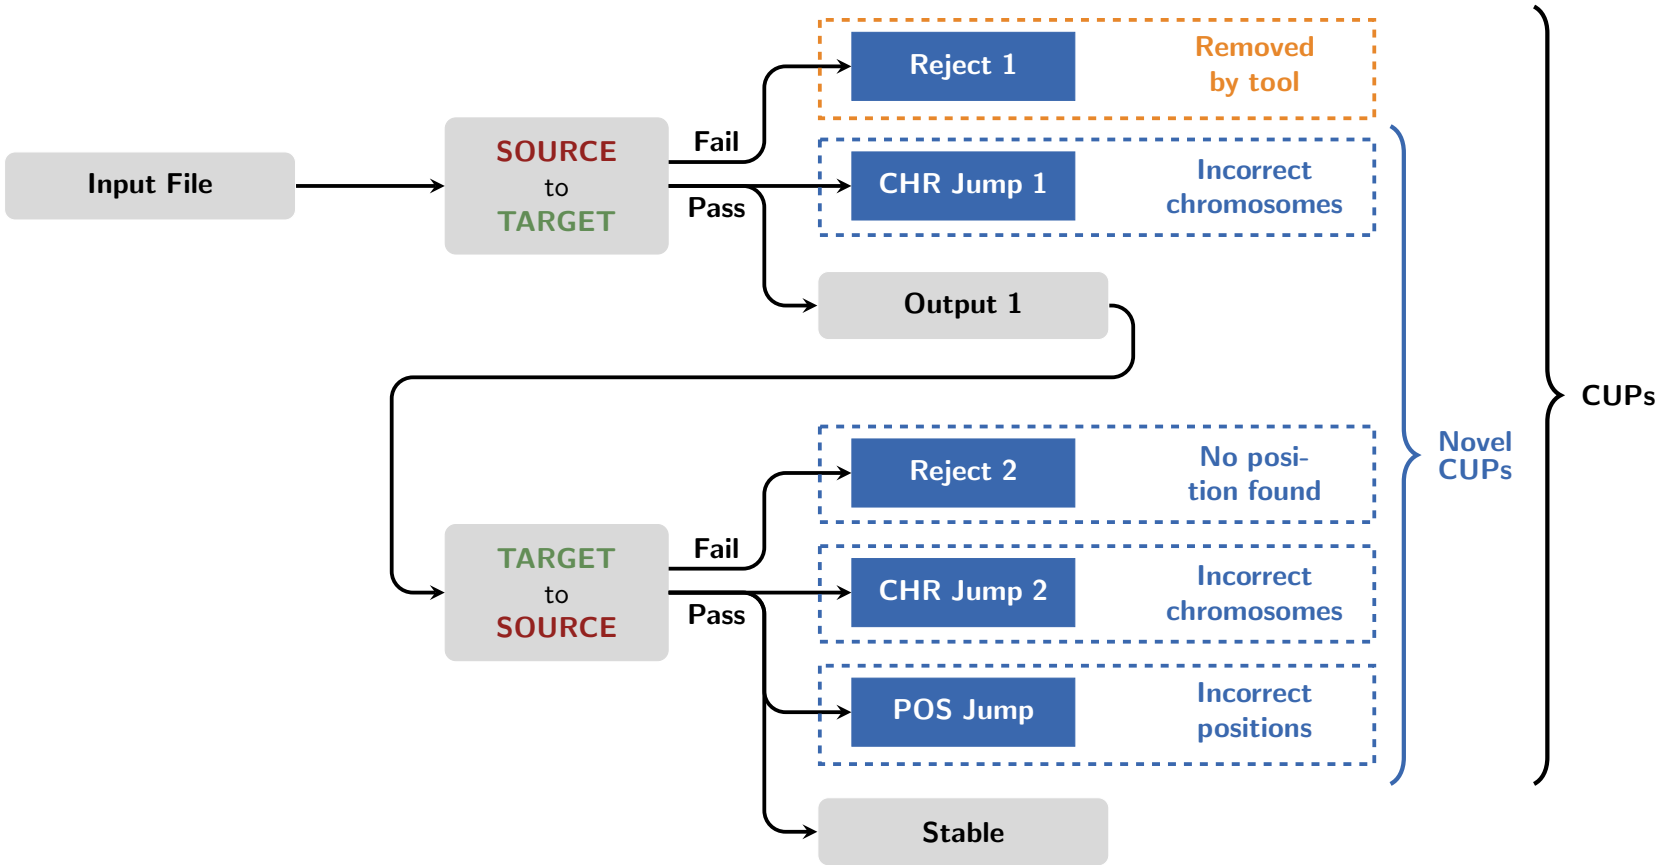 Input File
SOURCE
to
TARGET
Fail
Pass
Reject 1
Removed
by tool
CHR Jump 1
Incorrect
chromosomes
Output 1
TARGET
to
SOURCE
Fail
Pass
Reject 2
No posi-
tion found
CHR Jump 2
Incorrect
chromosomes
POS Jump
Incorrect
positions
Stable
Novel
CUPs
CUPs